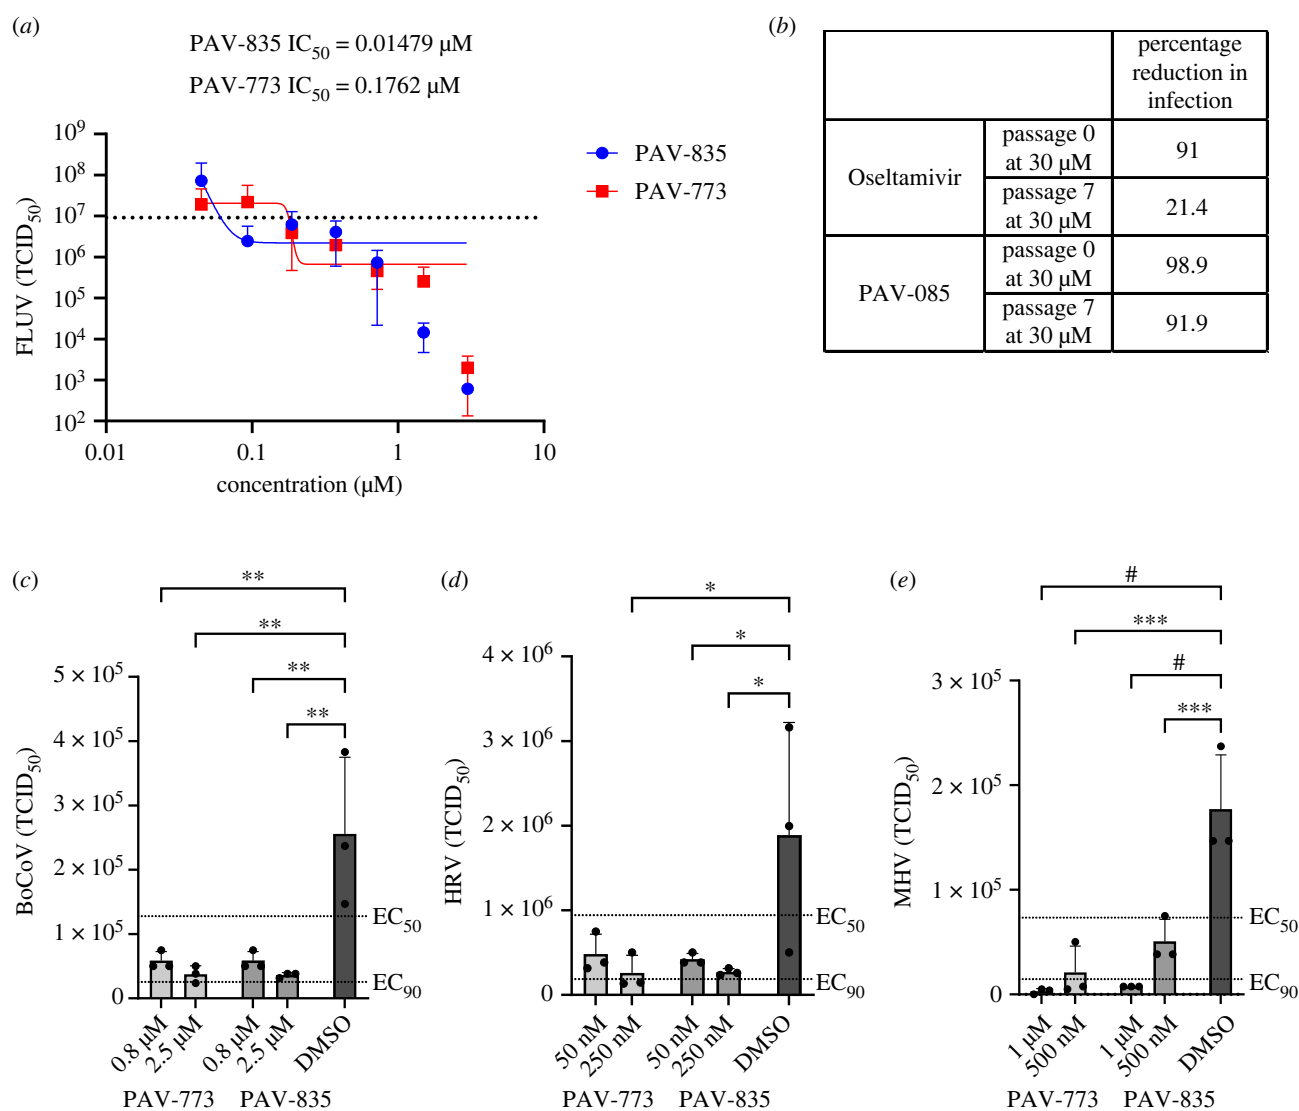 (a)
PAV-835 IC50 = 0.01479 µM
PAV-773 IC50 = 0.1762 µM
10^9
10^8
10^7
10^6
10^5
10^4
10^3
10^2
FLUV (TCID50)
0.01
0.1
1
10
concentration (µM)
PAV-835
PAV-773
(b)
percentage
reduction in
infection
Oseltamivir
passage 0
at 30 µM
91
passage 7
at 30 µM
21.4
PAV-085
passage 0
at 30 µM
98.9
passage 7
at 30 µM
91.9
(c)
**
**
**
**
5 × 10^5
4 × 10^5
3 × 10^5
2 × 10^5
1 × 10^5
0
BoCoV (TCID50)
EC50
EC90
0.8 µM
2.5 µM
0.8 µM
2.5 µM
DMSO
PAV-773
PAV-835
(d)
*
*
*
4 × 10^6
3 × 10^6
2 × 10^6
1 × 10^6
0
HRV (TCID50)
EC50
EC90
50 nM
250 nM
50 nM
250 nM
DMSO
PAV-773
PAV-835
(e)
#
***
#
***
3 × 10^5
2 × 10^5
1 × 10^5
0
MHV (TCID50)
EC50
EC90
1 µM
500 nM
1 µM
500 nM
DMSO
PAV-773
PAV-835